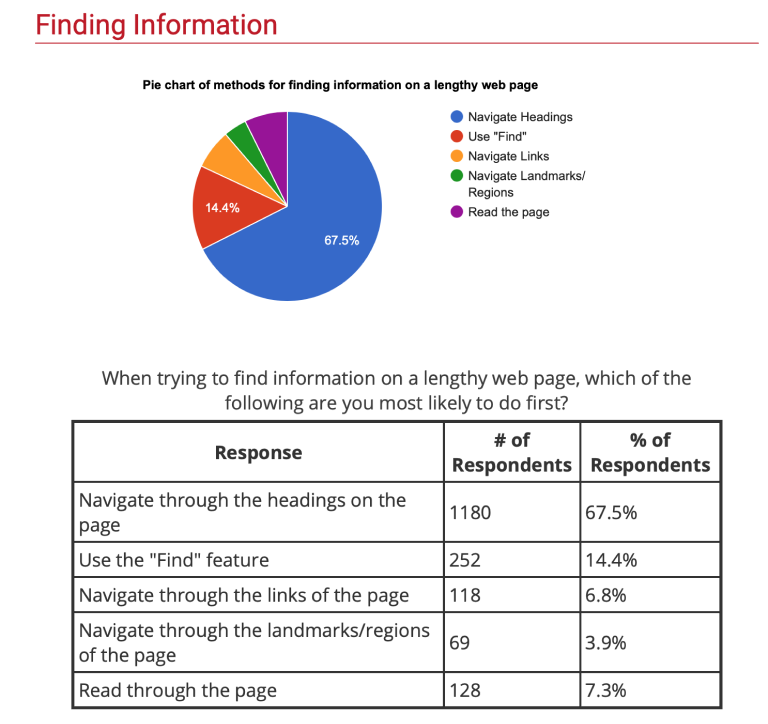 Finding Information
Pie chart of methods for finding information on a lengthy web page
Navigate Headings
Use "Find"
Navigate Links
Navigate Landmarks/
Regions
Read the page
14.4%
67.5%
When trying to find information on a lengthy web page, which of the
following are you most likely to do first?
Response
# of
Respondents
% of
Respondents
Navigate through the headings on the
page
1180
67.5%
Use the "Find" feature
252
14.4%
Navigate through the links of the page
118
6.8%
Navigate through the landmarks/regions
of the page
69
3.9%
Read through the page
128
7.3%